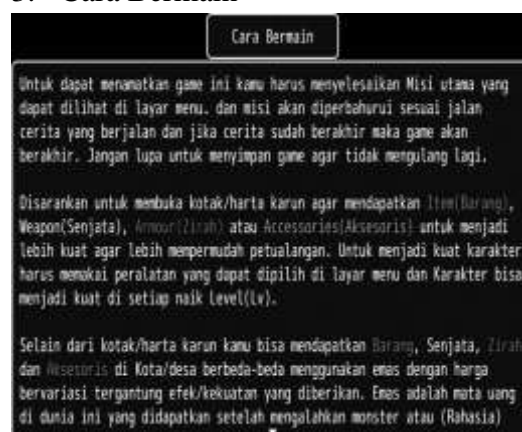 Cara Bermain
Untuk dapat menamatkan game ini kamu harus menyelesaikan Misi utama yang
dapat dilihat di layar menu. dan misi akan diperbahurui sesuai jalan
cerita yang berjalan dan jika cerita sudah berakhir maka game akan
berakhir. Jangan lupa untuk menyimpan game agar tidak mengulang lagi.
Disarankan untuk membuka kotak/harta karun agar mendapatkan Item(Barang),
Weapon(Senjata), Armour(Zirah) atau Accessories(Aksesoris) untuk menjadi
lebih kuat agar lebih mempermudah petualangan. Untuk menjadi kuat karakter
harus memakai peralatan yang dapat dipilih di layar menu dan Karakter bisa
menjadi kuat di setiap naik Level(Lv).
Selain dari kotak/harta karun kamu bisa mendapatkan Barang, Senjata, Zirah
dan Aksesoris di Kota/desa berbeda-beda menggunakan emas dengan harga
bervariasi tergantung efek/kekuatan yang diberikan. Emas adalah mata uang
di dunia ini yang didapatkan setelah mengalahkan monster atau (Rahasia)